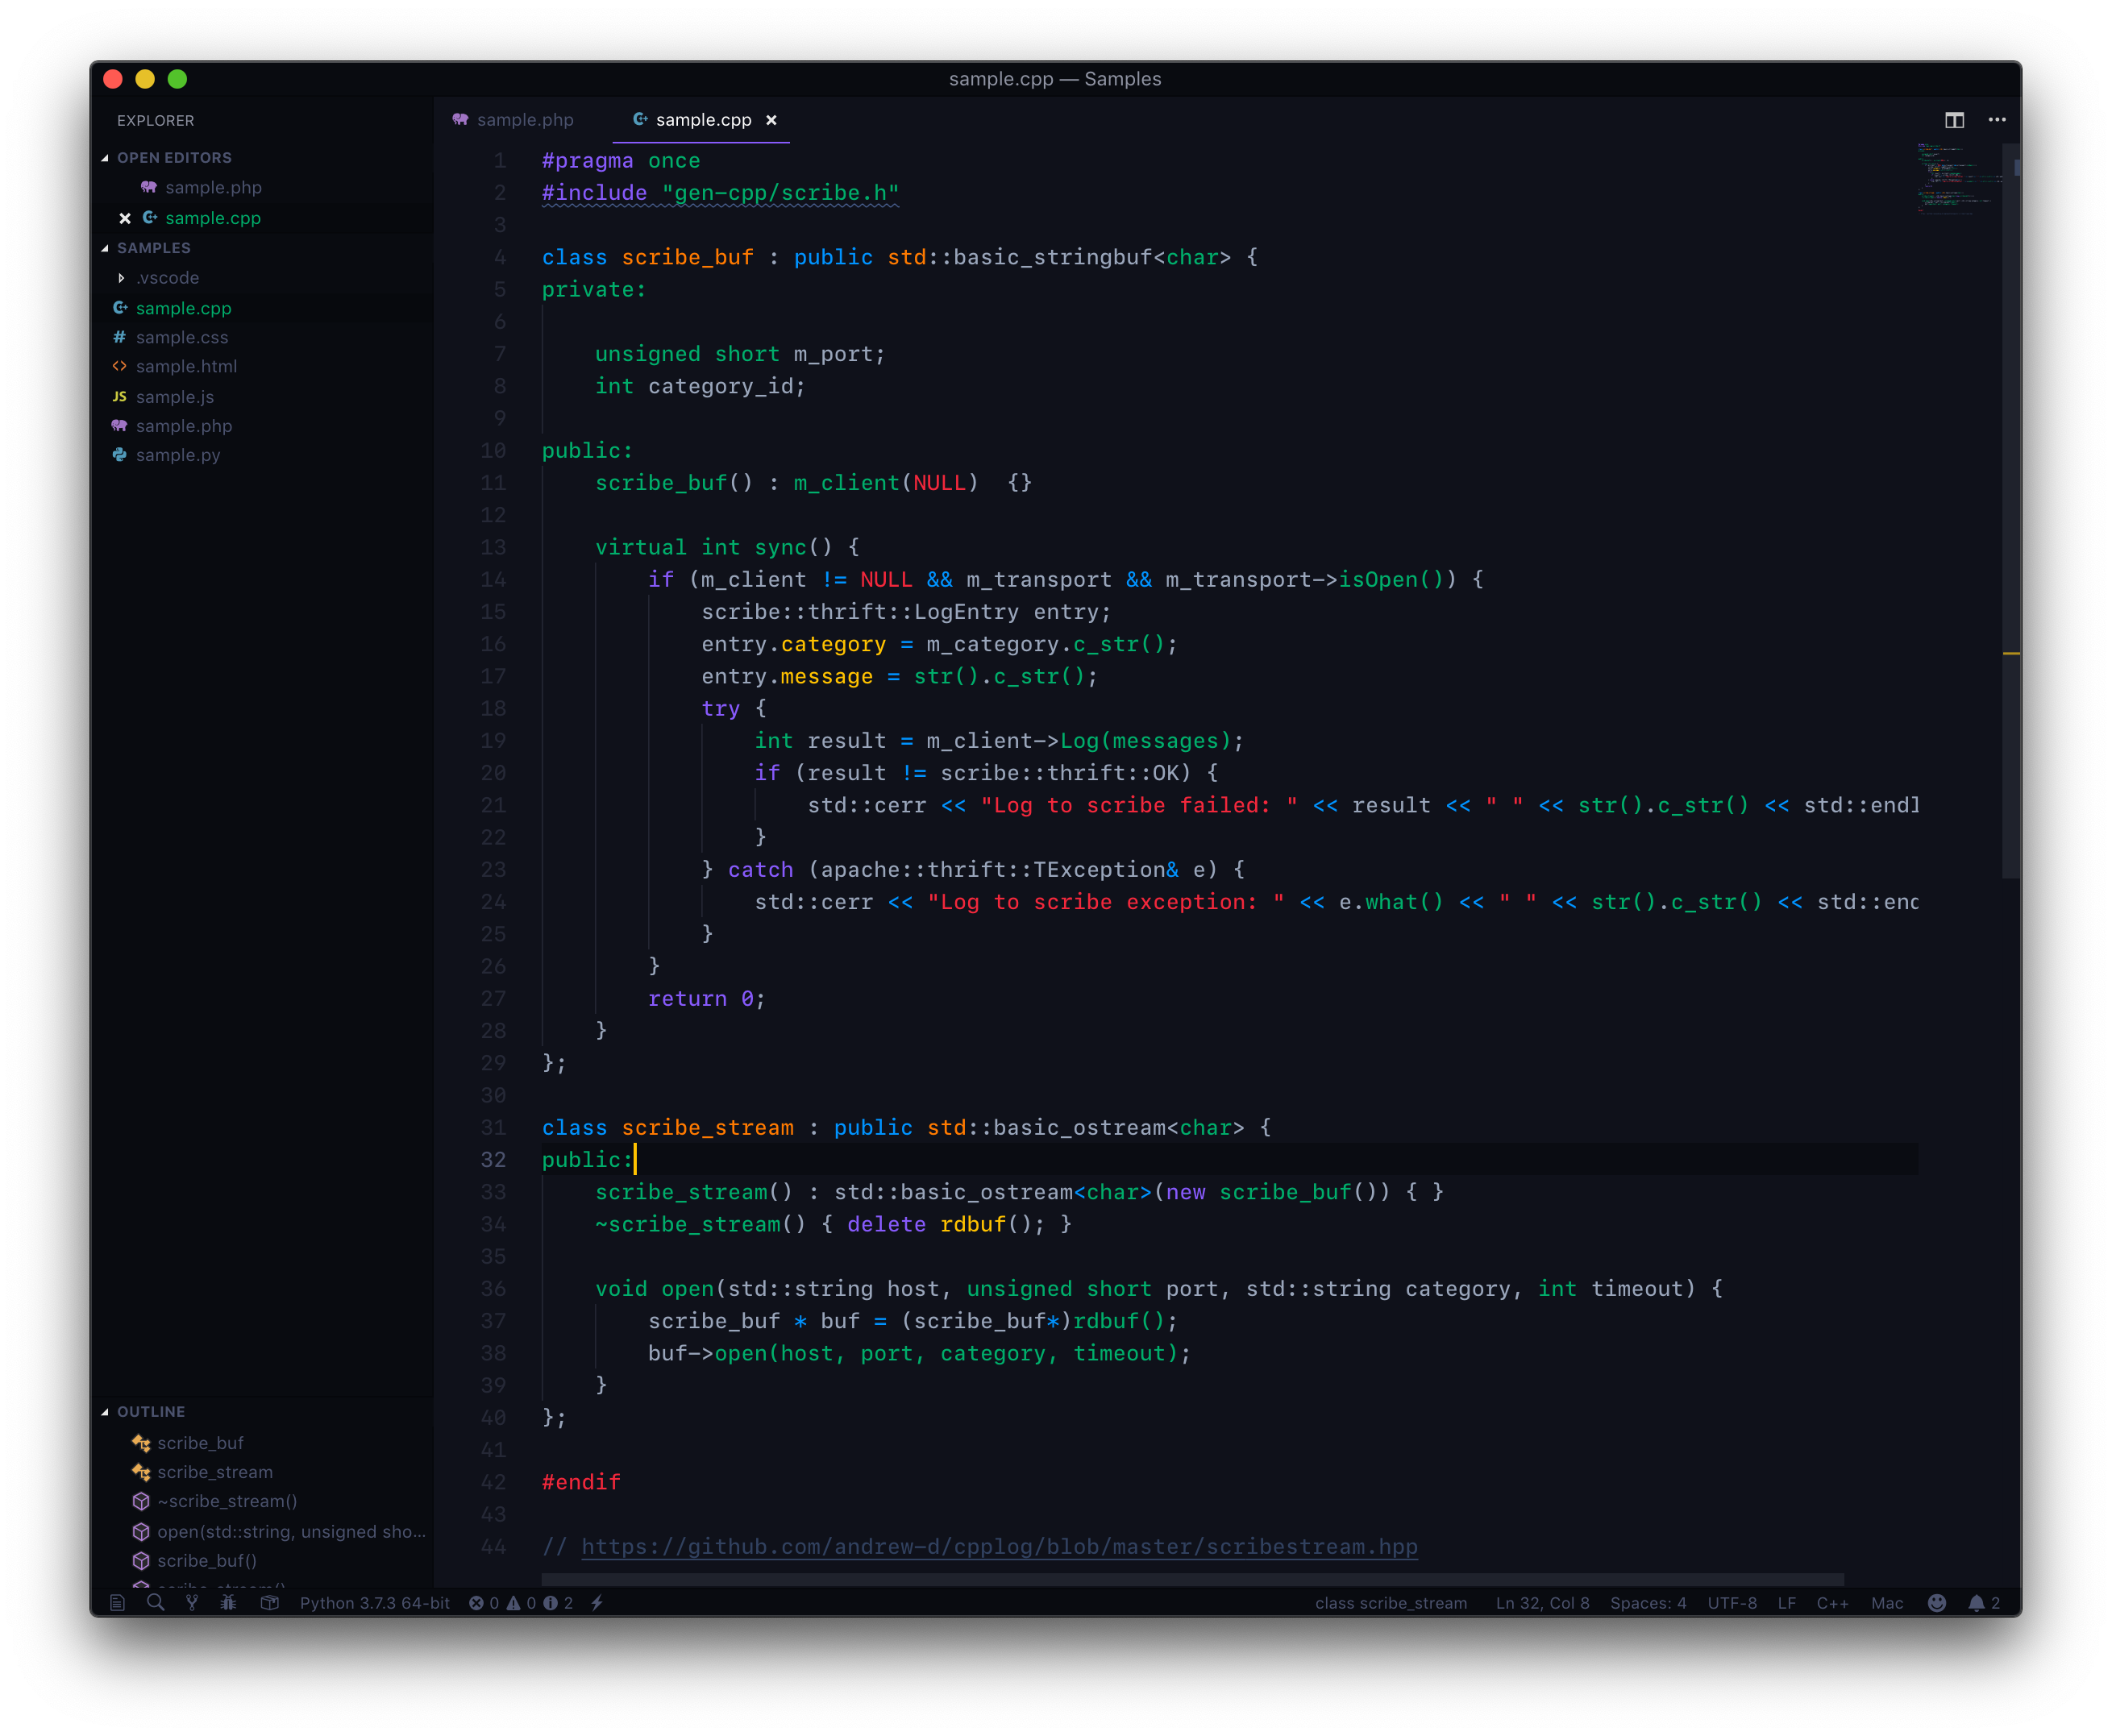 sample.cpp — Samples
EXPLORER
OPEN EDITORS
sample.php
sample.cpp
SAMPLES
.vscode
sample.cpp
sample.css
sample.html
JS sample.js
sample.php
sample.py
OUTLINE
scribe_buf
scribe_stream
~scribe_stream()
open(std::string, unsigned sho...
scribe_buf()
sample.php
sample.cpp
1 #pragma once
2 #include "gen-cpp/scribe.h"
3
4 class scribe_buf : public std::basic_stringbuf<char> {
5 private:
6
7     unsigned short m_port;
8     int category_id;
9
10 public:
11     scribe_buf() : m_client(NULL)  {}
12
13     virtual int sync() {
14         if (m_client != NULL && m_transport && m_transport->isOpen()) {
15             scribe::thrift::LogEntry entry;
16             entry.category = m_category.c_str();
17             entry.message = str().c_str();
18             try {
19                 int result = m_client->Log(messages);
20                 if (result != scribe::thrift::OK) {
21                     std::cerr << "Log to scribe failed: " << result << " " << str().c_str() << std::endl
22                 }
23             } catch (apache::thrift::TException& e) {
24                 std::cerr << "Log to scribe exception: " << e.what() << " " << str().c_str() << std::end
25             }
26         }
27         return 0;
28     }
29 };
30
31 class scribe_stream : public std::basic_ostream<char> {
32 public:
33     scribe_stream() : std::basic_ostream<char>(new scribe_buf()) { }
34     ~scribe_stream() { delete rdbuf(); }
35
36     void open(std::string host, unsigned short port, std::string category, int timeout) {
37         scribe_buf * buf = (scribe_buf*)rdbuf();
38         buf->open(host, port, category, timeout);
39     }
40 };
41
42 #endif
43
44 // https://github.com/andrew-d/cpplog/blob/master/scribestream.hpp
Python 3.7.3 64-bit 0 0 2 class scribe_stream Ln 32, Col 8 Spaces: 4 UTF-8 LF C++ Mac 2